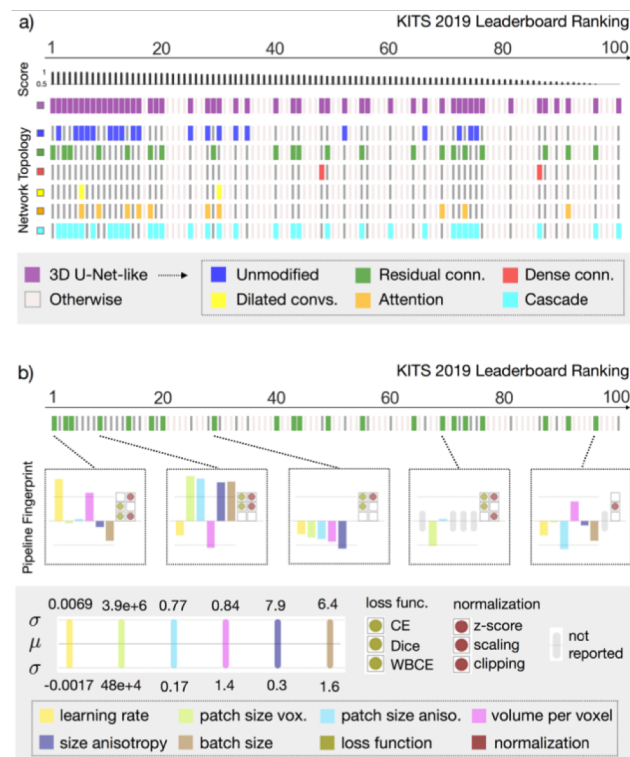 a)
KITS 2019 Leaderboard Ranking
1 20 40 60 80 100
Score
1
0.5
Network Topology
3D U-Net-like
Unmodified
Residual conn.
Dense conn.
Otherwise
Dilated convs.
Attention
Cascade
b)
KITS 2019 Leaderboard Ranking
1 20 40 60 80 100
Pipeline Fingerprint
σ 0.0069 3.9e+6 0.77 0.84 7.9 6.4
μ
σ -0.0017 48e+4 0.17 1.4 0.3 1.6
loss func.
CE
Dice
WBCE
normalization
z-score
scaling
clipping
not
reported
learning rate
patch size vox.
patch size aniso.
volume per voxel
size anisotropy
batch size
loss function
normalization